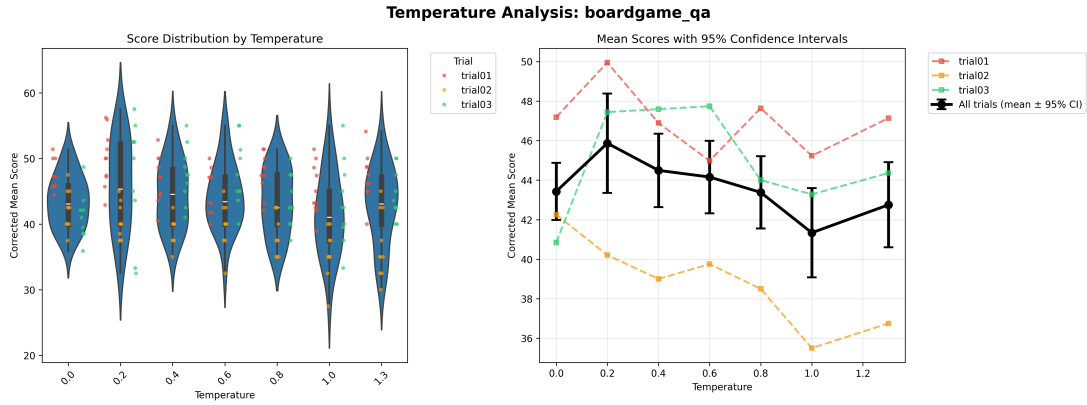 Temperature Analysis: boardgame_qa
Score Distribution by Temperature
Corrected Mean Score
60
50
40
30
20
0.0
0.2
0.4
0.6
0.8
1.0
1.3
Temperature
Trial
trial01
trial02
trial03
Mean Scores with 95% Confidence Intervals
Corrected Mean Score
50
48
46
44
42
40
38
36
0.0
0.2
0.4
0.6
0.8
1.0
1.2
Temperature
trial01
trial02
trial03
All trials (mean ± 95% CI)